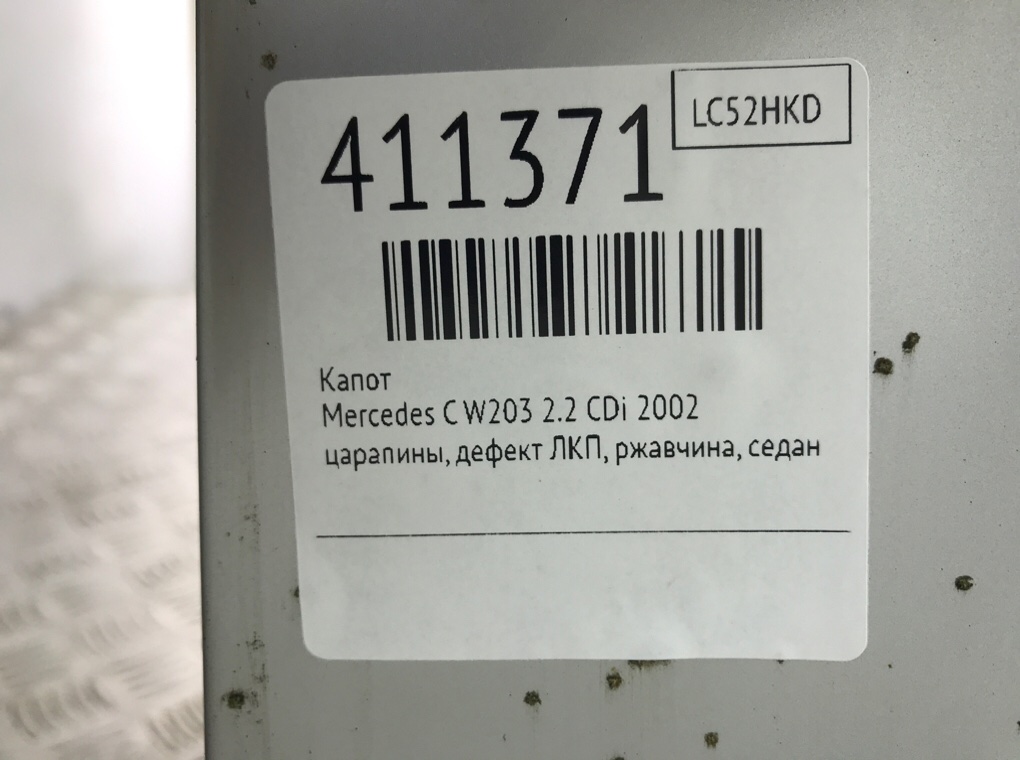 LC52HKD
411371
Капот
Mercedes C W203 2.2 CDi 2002
царапины, дефект ЛКП, ржавчина, седан